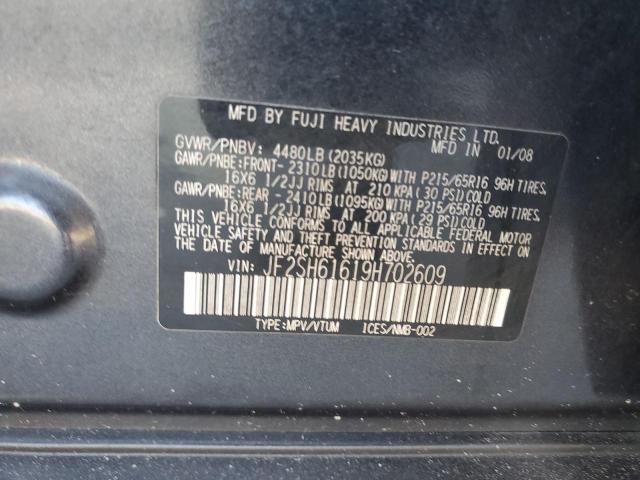 MFD BY FUJI HEAVY INDUSTRIES LTD.
GVWR/PNBV: 4480LB(2035KG) MFD IN 01/08
GAWR/PNBE:FRONT- 2310LB(1050KG)WITH P215/65R16 96H TIRES,
16X6 1/2JJ RIMS AT 210 KPA(30 PSI)COLD
GAWR/PNBE:REAR - 2410LB(1095KG)WITH P215/65R16 96H TIRES,
16X6 1/2JJ RIMS AT 200 KPA(29 PSI)COLD
THIS VEHICLE CONFORMS TO ALL APPLICABLE FEDERAL MOTOR
VEHICLE SAFETY AND THEFT PREVENTION STANDARDS IN EFFECT ON
THE DATE OF MANUFACTURE SHOWN ABOVE.
VIN: JF2SH61619H702609
TYPE:MPV/VTUM ICES/NMB-002